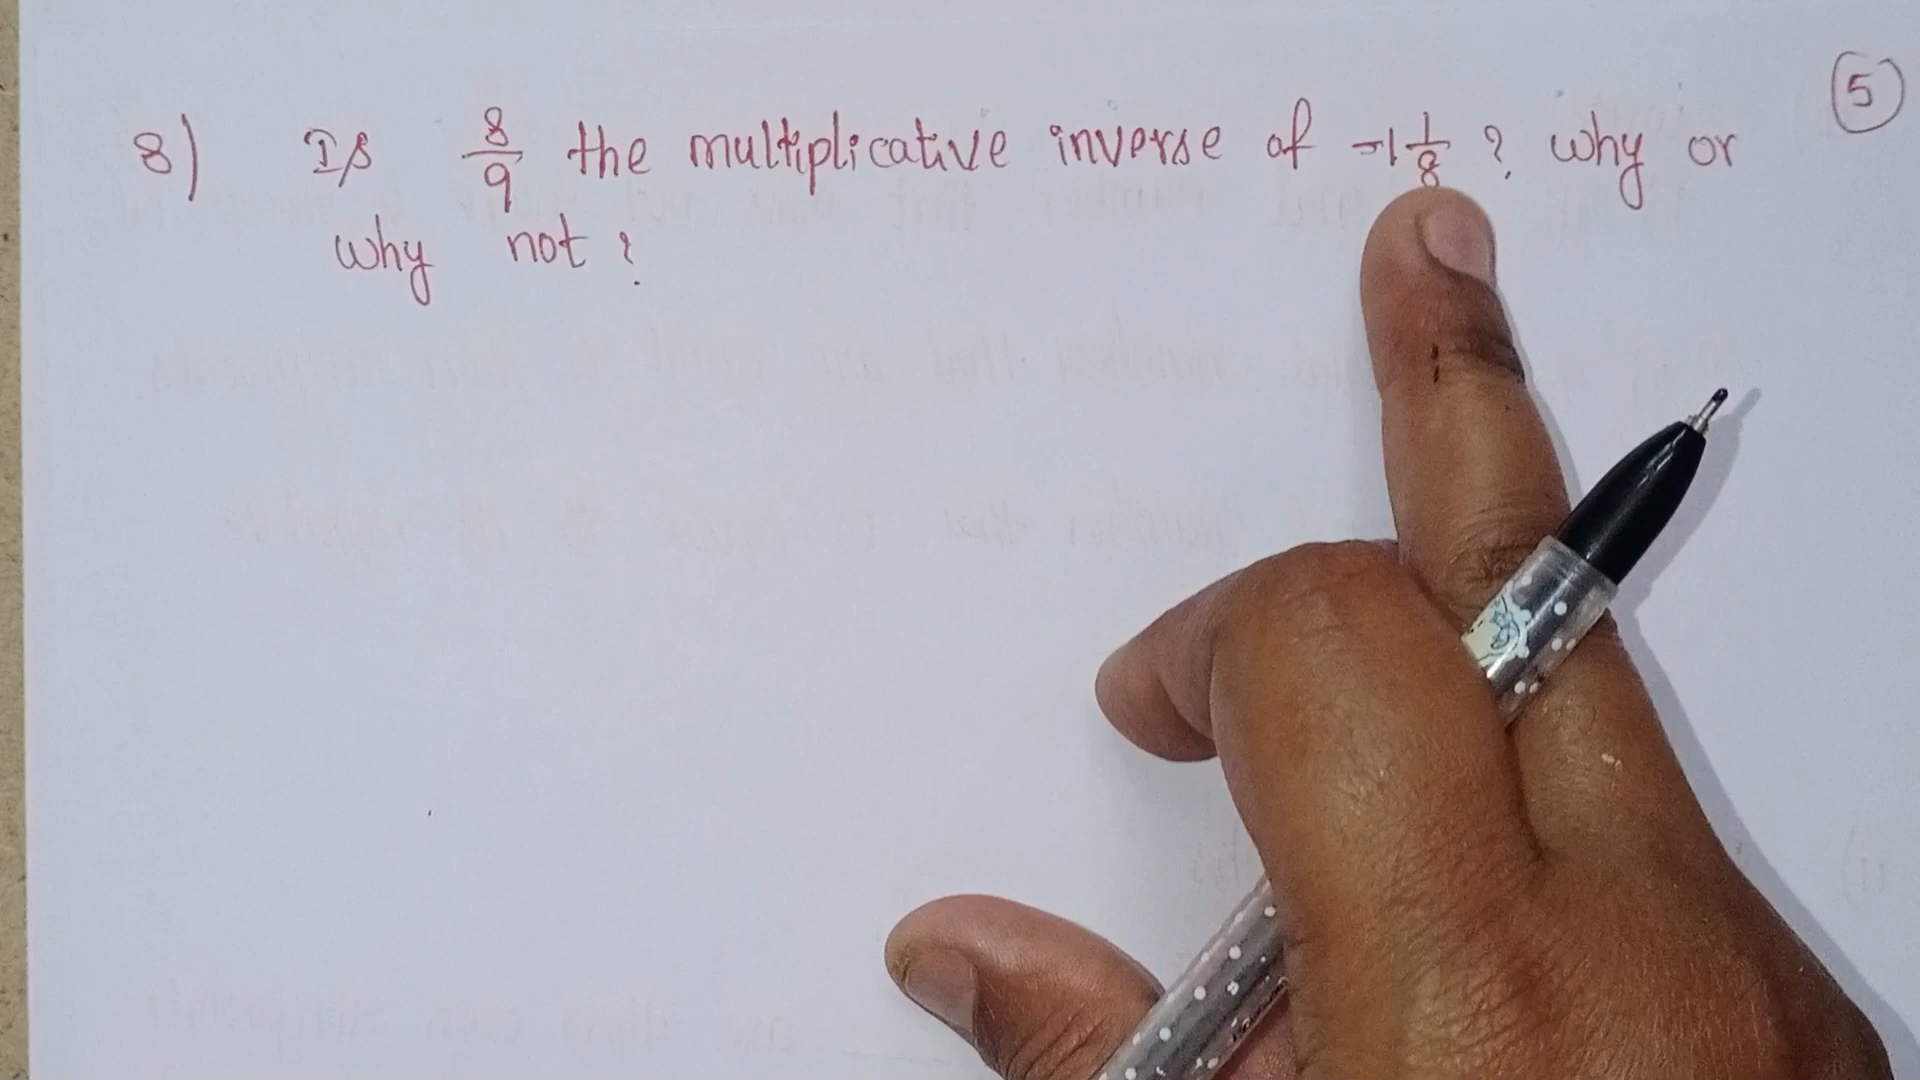 5
8) Is 8/9 the multiplicative inverse of -1 1/8 ? why or
why not ?